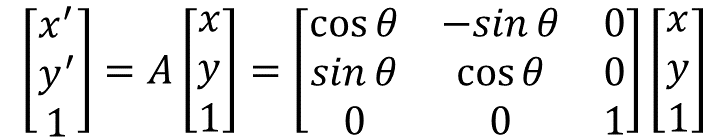 [x′ y′ 1] = A [x y 1] = [cos θ −sin θ 0 sin θ cos θ 0 0 0 1] [x y 1]